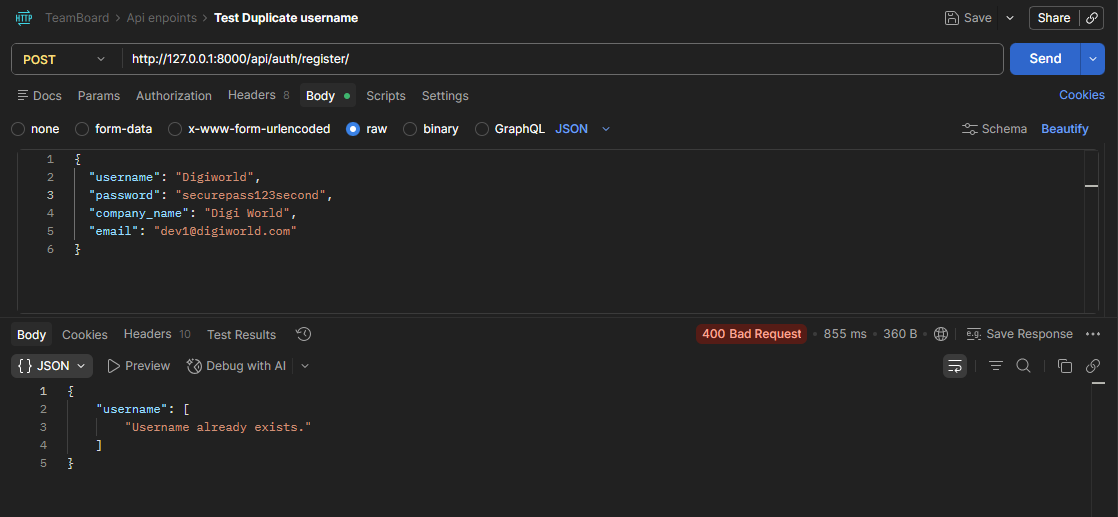 HTTP TeamBoard > Api enpoints > Test Duplicate username Save Share
POST http://127.0.0.1:8000/api/auth/register/ Send
Docs Params Authorization Headers 8 Body Scripts Settings Cookies
none form-data x-www-form-urlencoded raw binary GraphQL JSON Schema Beautify
1 {
2 "username": "Digiworld",
3 "password": "securepass123second",
4 "company_name": "Digi World",
5 "email": "dev1@digiworld.com"
6 }
Body Cookies Headers 10 Test Results 400 Bad Request • 855 ms • 360 B • e.g. Save Response
{} JSON Preview Debug with AI
1 {
2 "username": [
3 "Username already exists."
4 ]
5 }